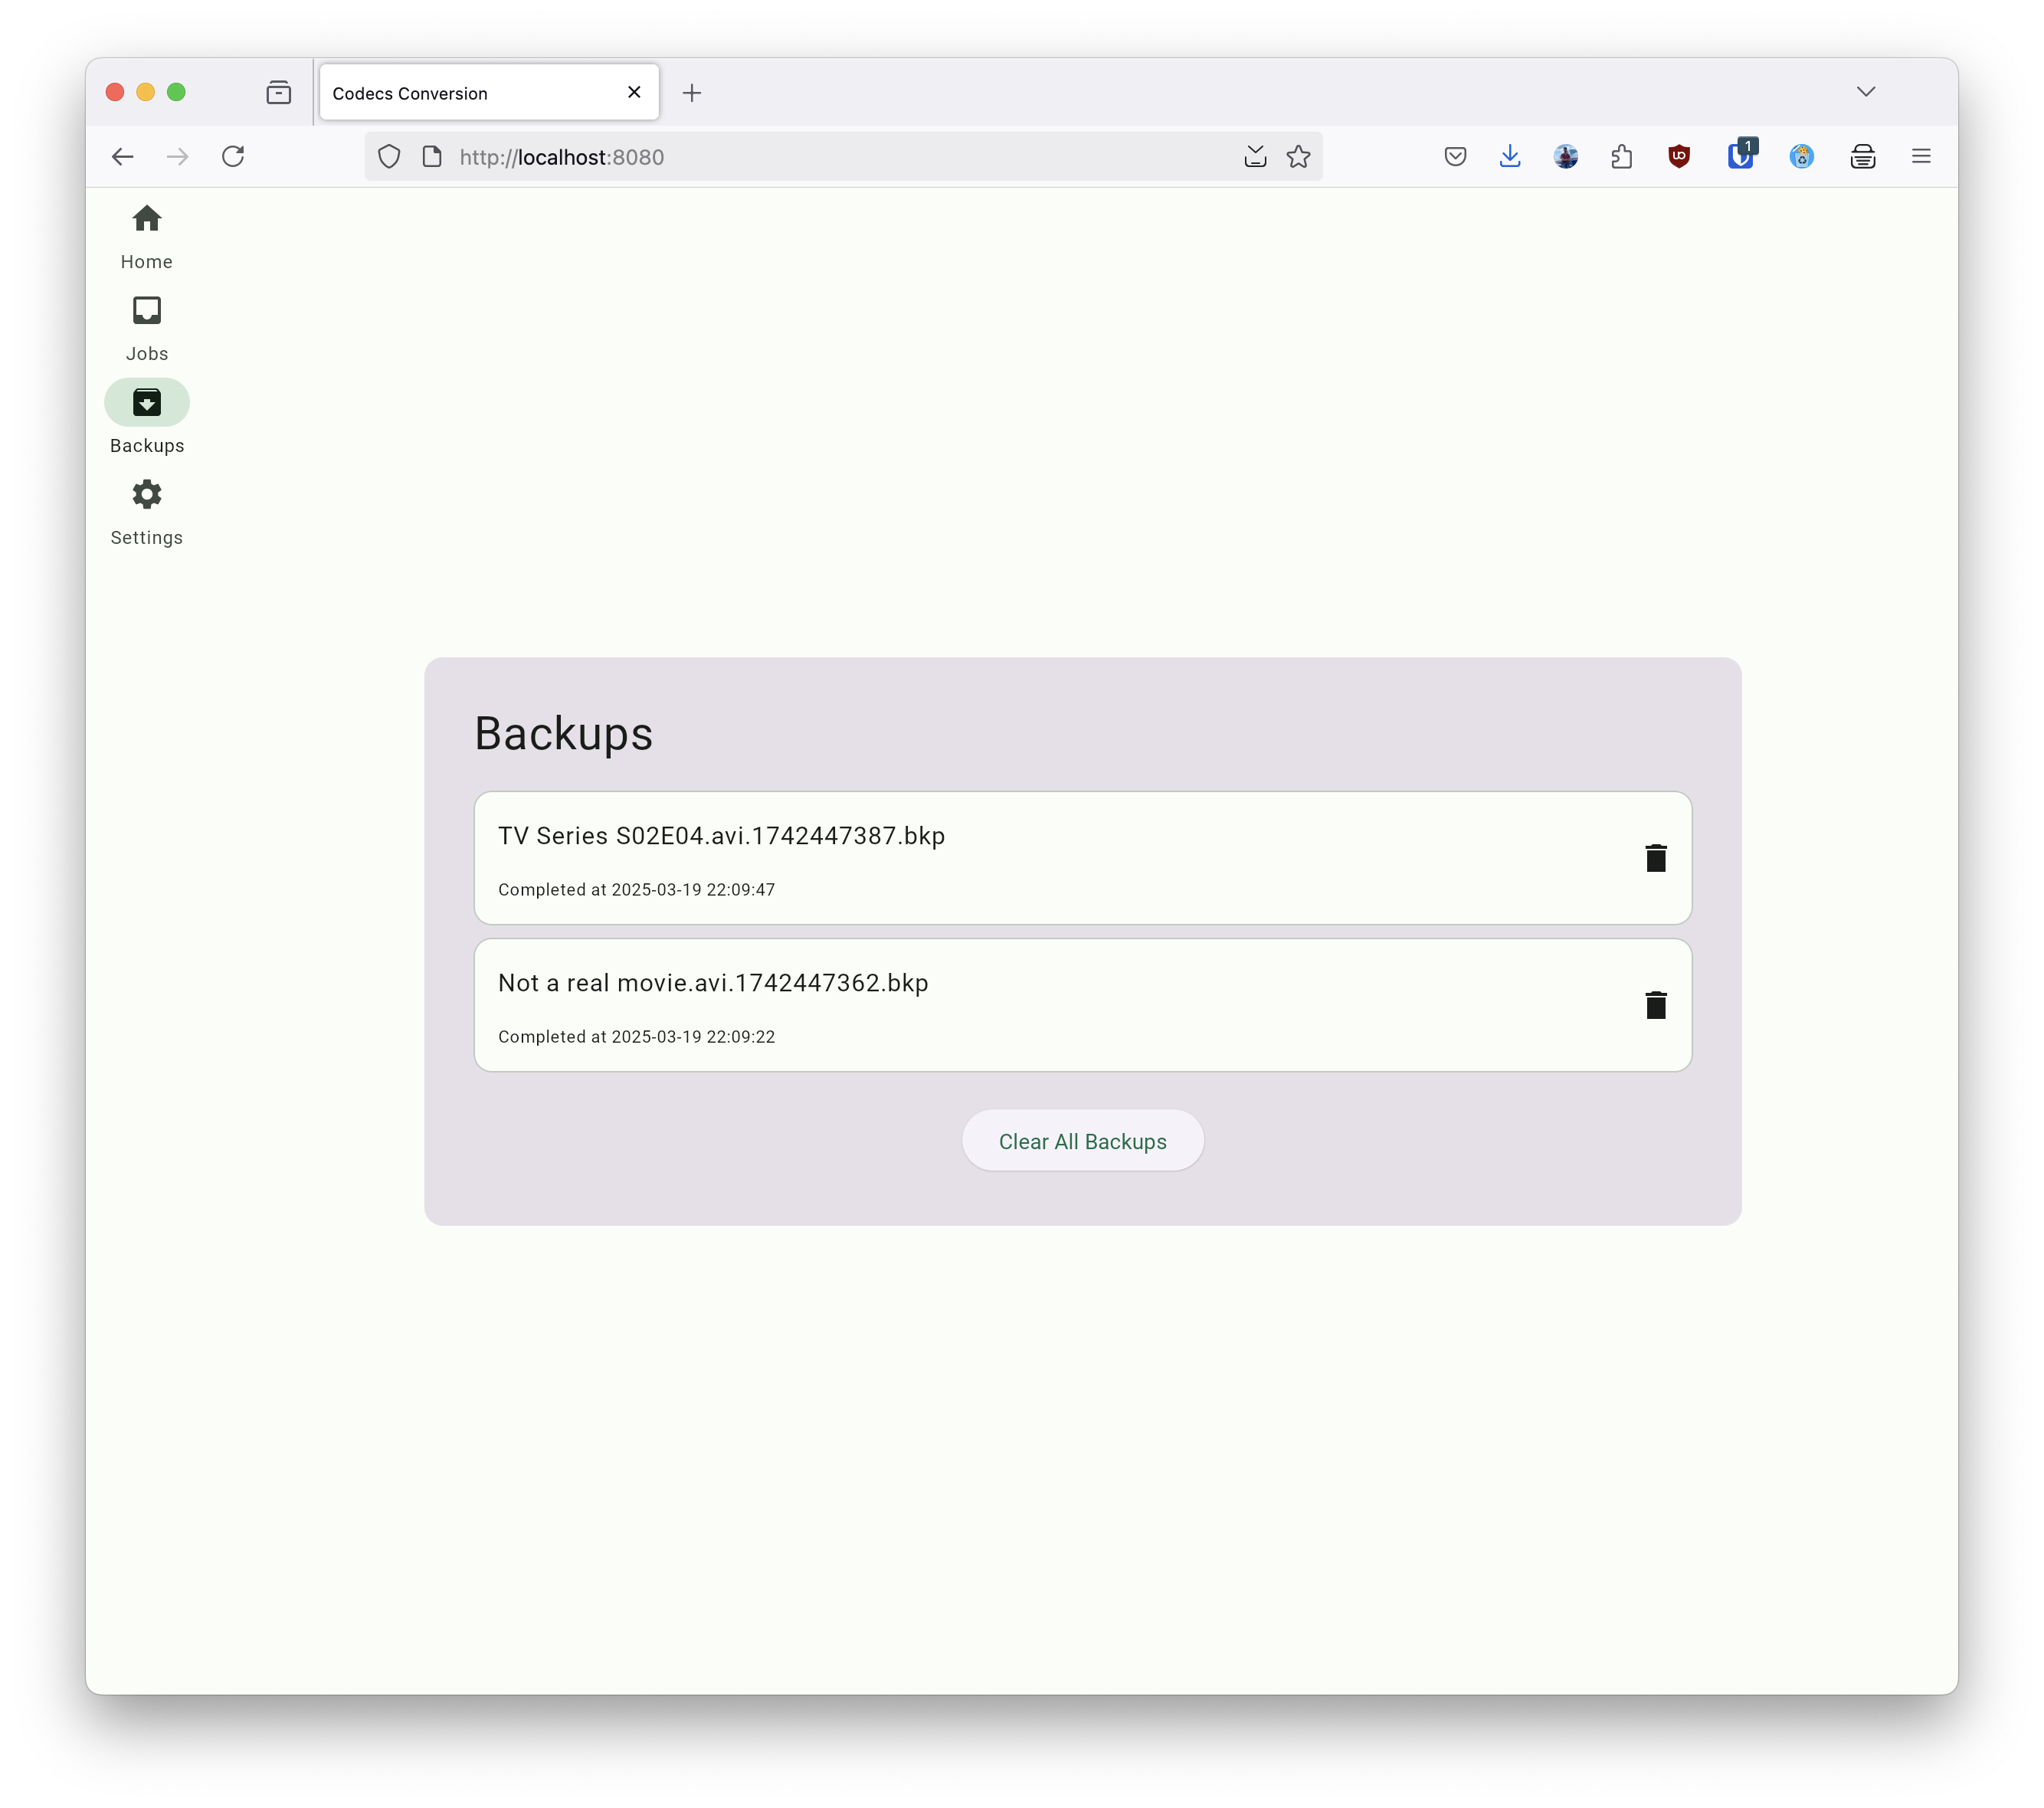 Codecs Conversion
http://localhost:8080
1
Home
Jobs
Backups
Settings
Backups
TV Series S02E04.avi.1742447387.bkp
Completed at 2025-03-19 22:09:47
Not a real movie.avi.1742447362.bkp
Completed at 2025-03-19 22:09:22
Clear All Backups